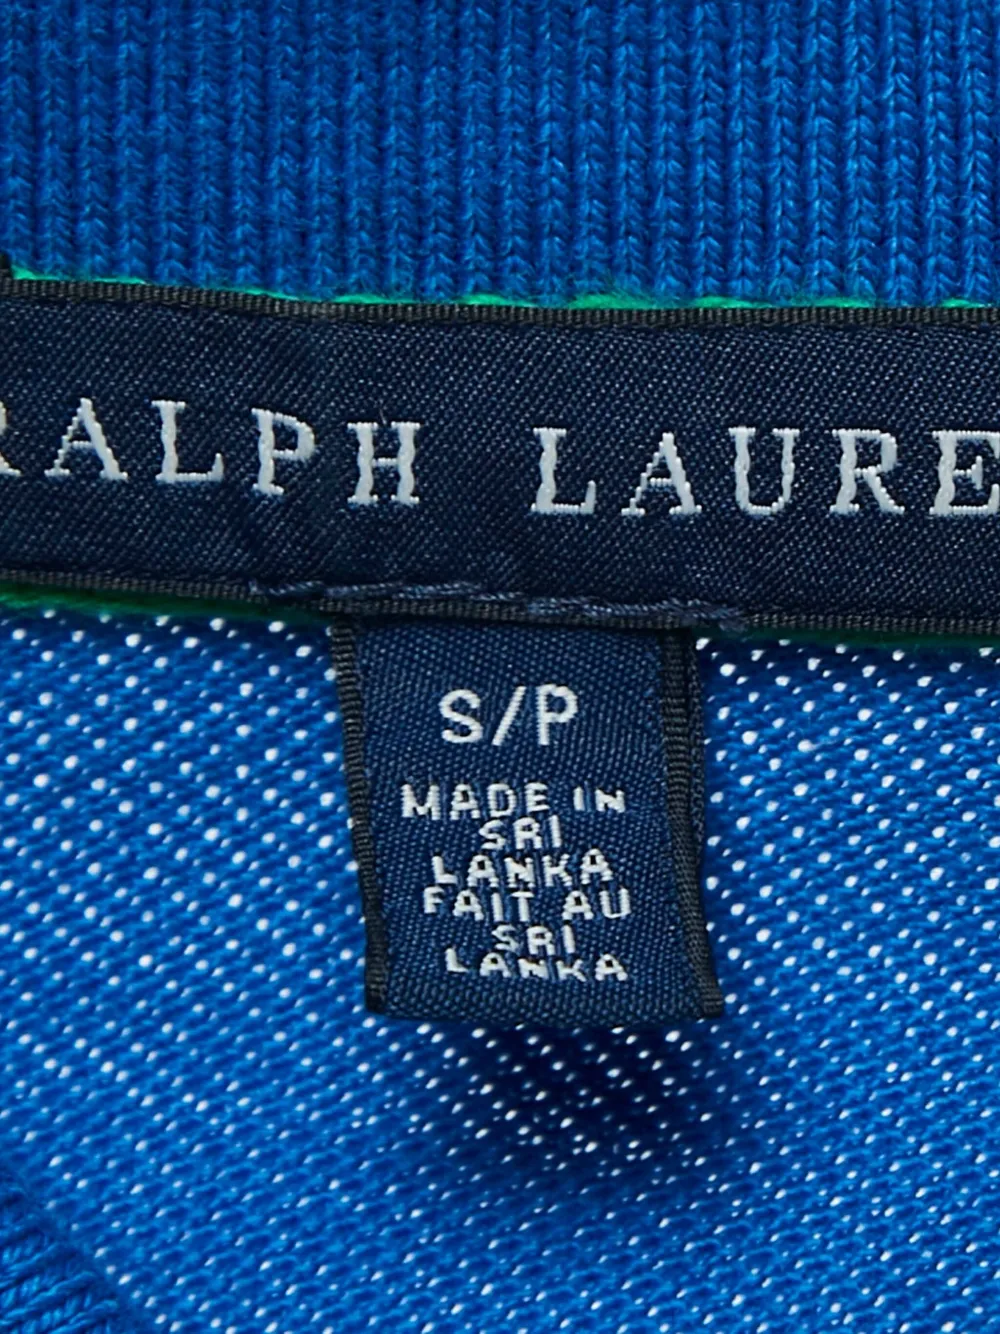 RALPH LAURE
S/P
MADE IN
SRI
LANKA
FAIT AU
SRI
LANKA